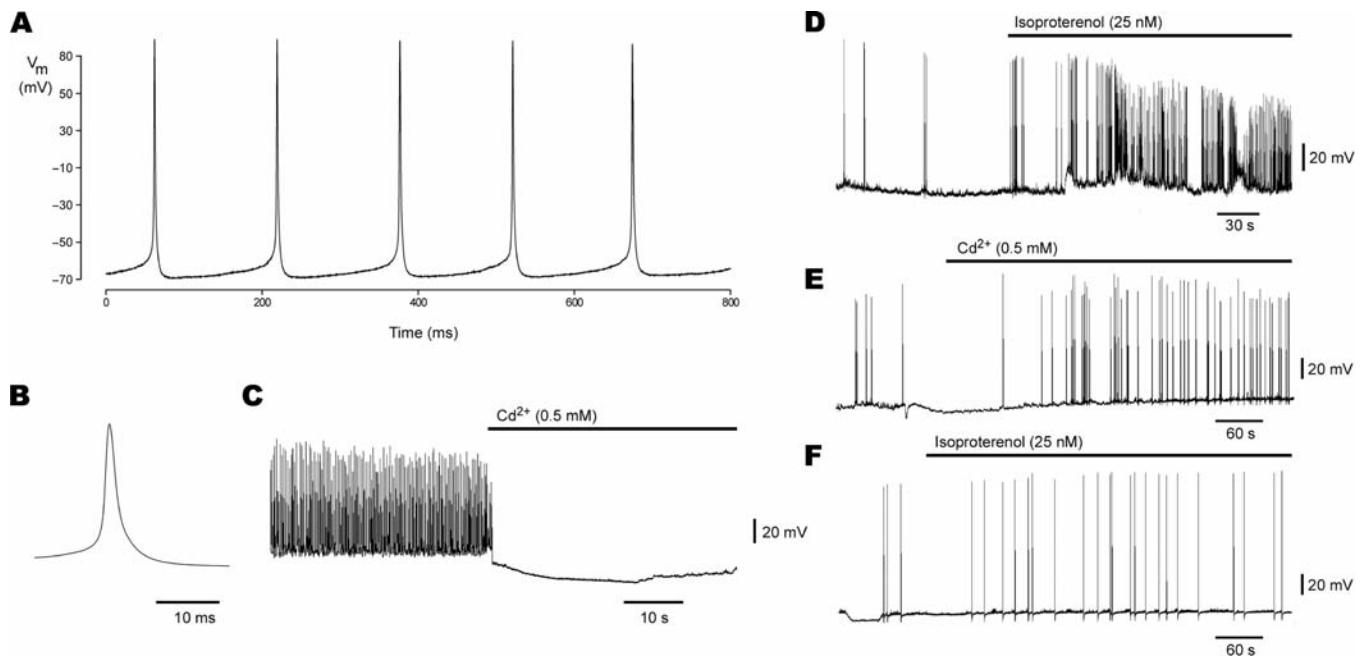 A
V_m
(mV)
80
50
30
−10
−30
−50
−70
0
200
400
600
800
Time (ms)
B
10 ms
C
Cd²⁺ (0.5 mM)
20 mV
10 s
D
Isoproterenol (25 nM)
20 mV
30 s
E
Cd²⁺ (0.5 mM)
20 mV
60 s
F
Isoproterenol (25 nM)
20 mV
60 s